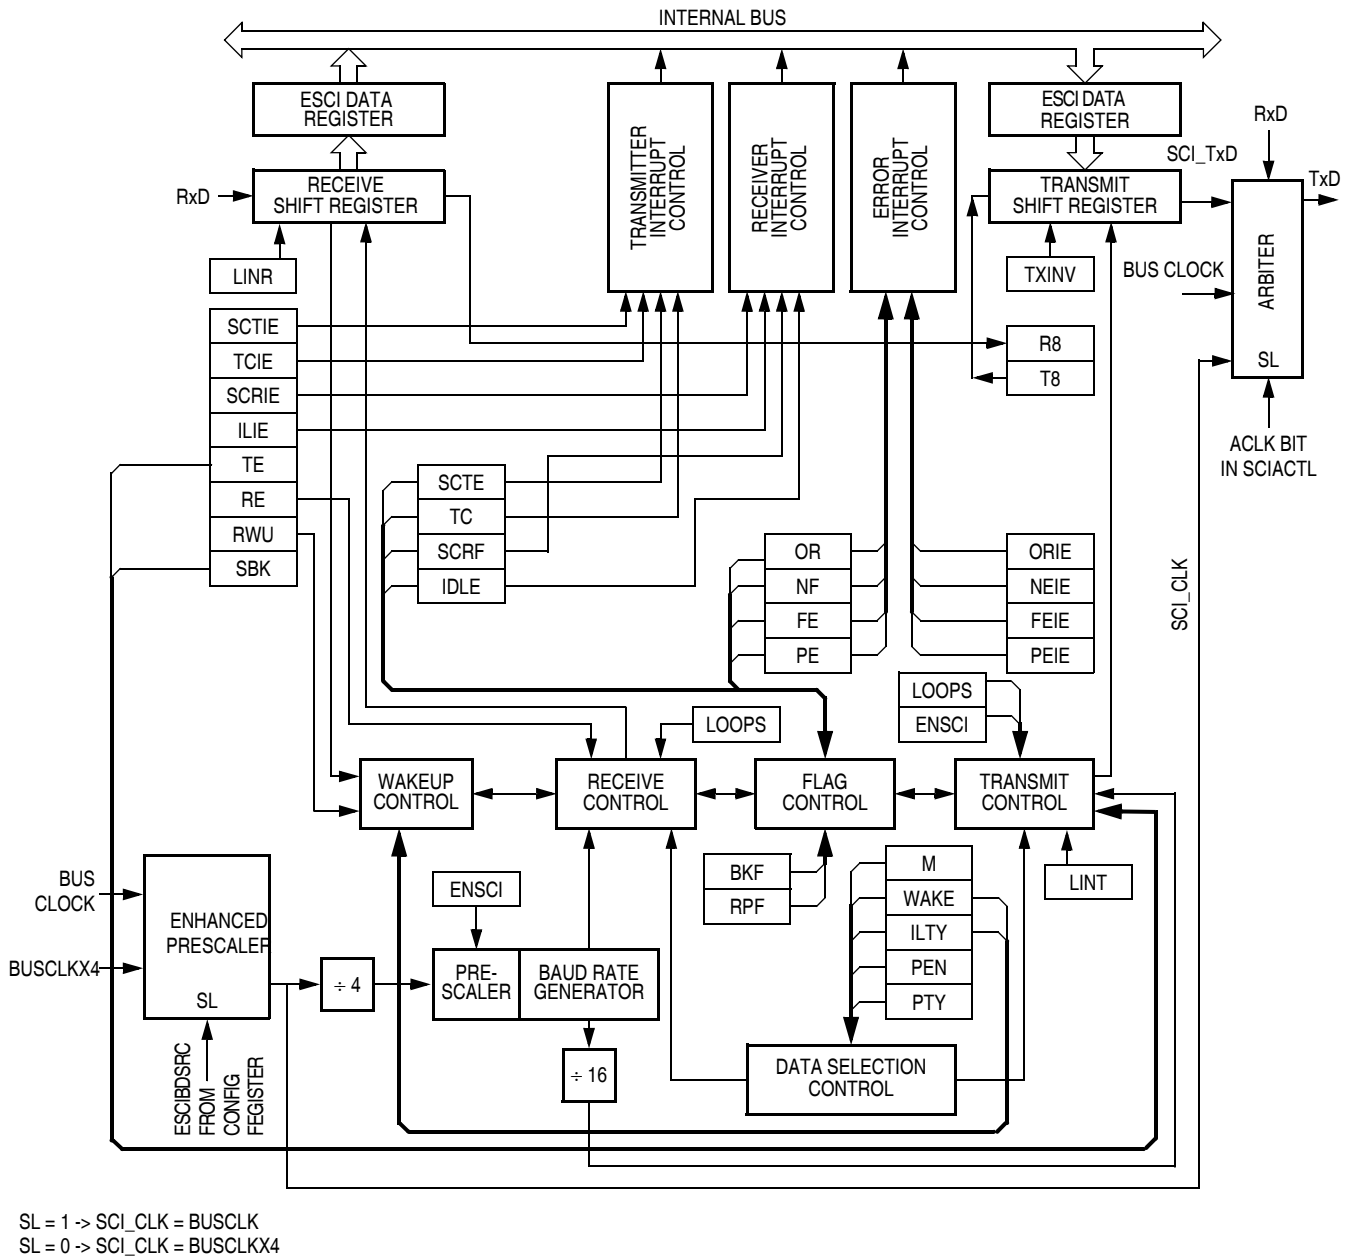 INTERNAL BUS
ESCI DATA
REGISTER
ESCI DATA
REGISTER
TRANSMITTER
INTERRUPT
CONTROL
RECEIVER
INTERRUPT
CONTROL
ERROR
INTERRUPT
CONTROL
RxD
SCI_TxD
TxD
RxD
RECEIVE
SHIFT REGISTER
TRANSMIT
SHIFT REGISTER
ARBITER
SL
LINR
TXINV
BUS CLOCK
SCTIE
TCIE
SCRIE
ILIE
TE
RE
RWU
SBK
R8
T8
ACLK BIT
IN SCIACTL
SCTE
TC
SCRF
IDLE
OR
NF
FE
PE
ORIE
NEIE
FEIE
PEIE
SCI_CLK
LOOPS
LOOPS
ENSCI
WAKEUP
CONTROL
RECEIVE
CONTROL
FLAG
CONTROL
TRANSMIT
CONTROL
BKF
RPF
M
WAKE
ILTY
PEN
PTY
LINT
BUS
CLOCK
BUSCLKX4
ENHANCED
PRESCALER
SL
ENSCI
÷ 4
PRE-
SCALER
BAUD RATE
GENERATOR
÷ 16
DATA SELECTION
CONTROL
ESCIBDSRC
FROM
CONFIG
FEGISTER
SL = 1 -> SCI_CLK = BUSCLK
SL = 0 -> SCI_CLK = BUSCLKX4